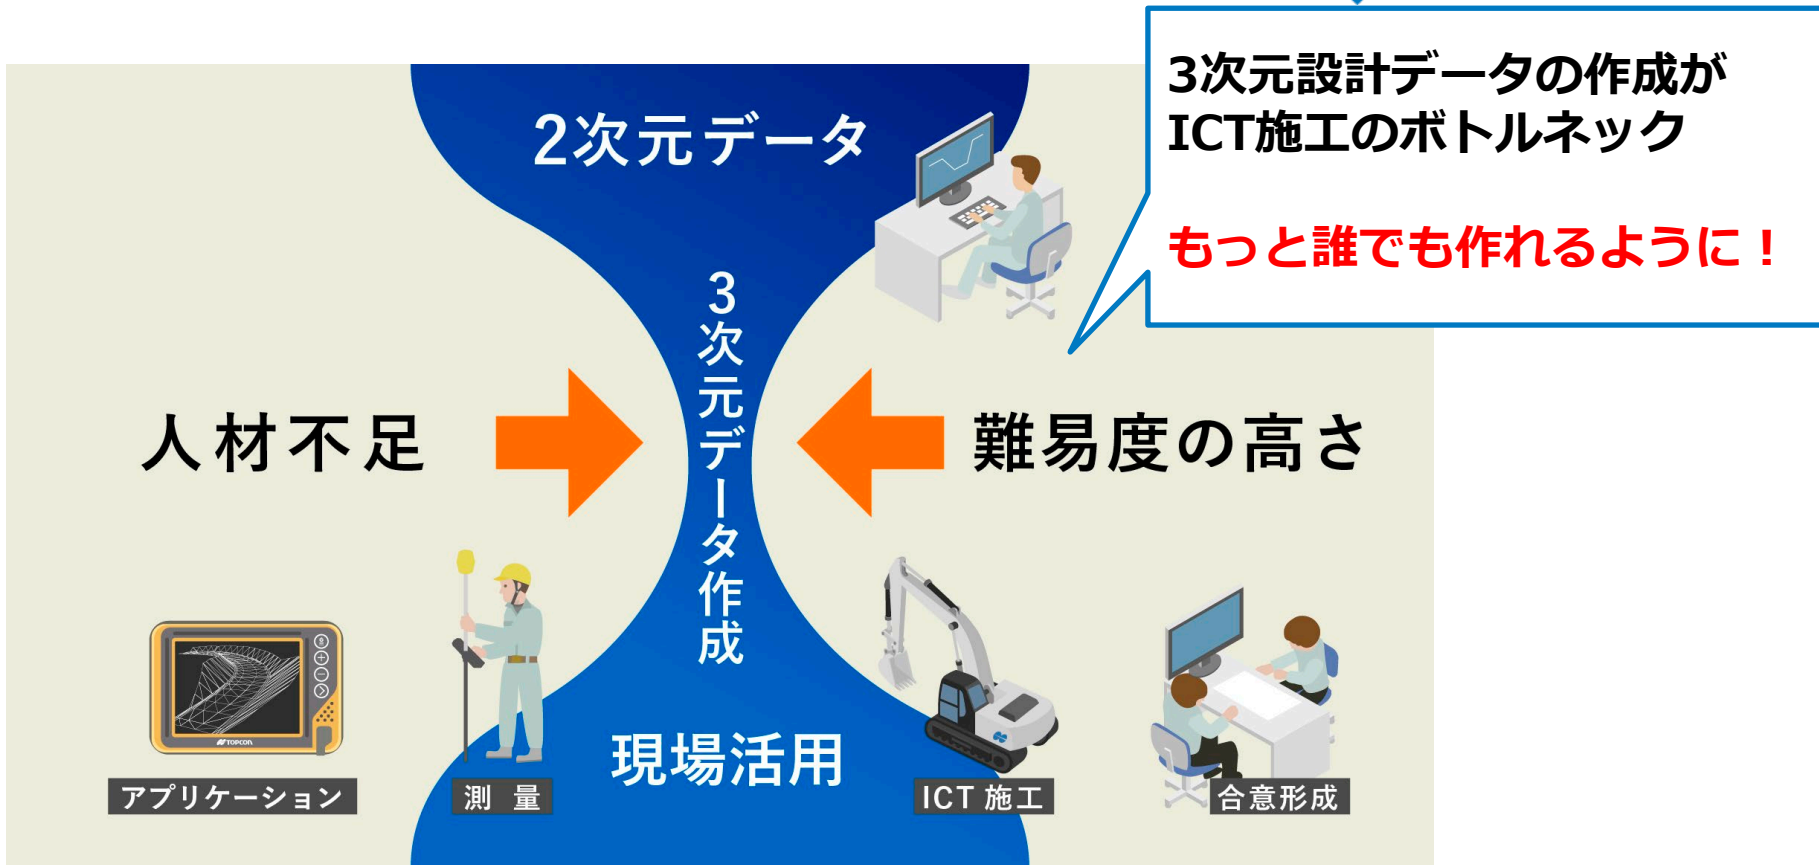 3次元設計データの作成が
ICT施工のボトルネック
もっと誰でも作れるように！
2次元データ
3次元データ作成
人材不足
難易度の高さ
現場活用
TOPCON
アプリケーション
測 量
ICT 施工
合意形成